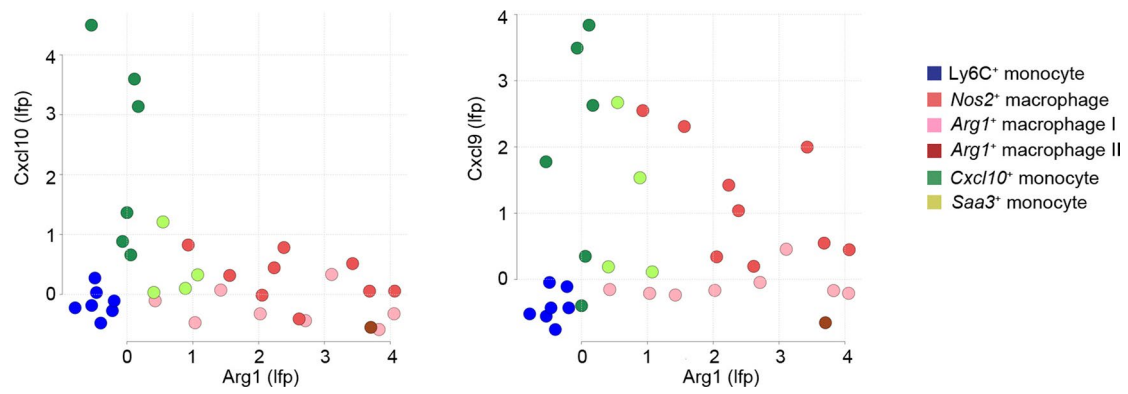 Cxcl10 (lfp)
4
3
2
1
0
0 1 2 3 4
Arg1 (lfp)
Cxcl9 (lfp)
4
3
2
1
0
0 1 2 3 4
Arg1 (lfp)
Ly6C⁺ monocyte
Nos2⁺ macrophage
Arg1⁺ macrophage I
Arg1⁺ macrophage II
Cxcl10⁺ monocyte
Saa3⁺ monocyte